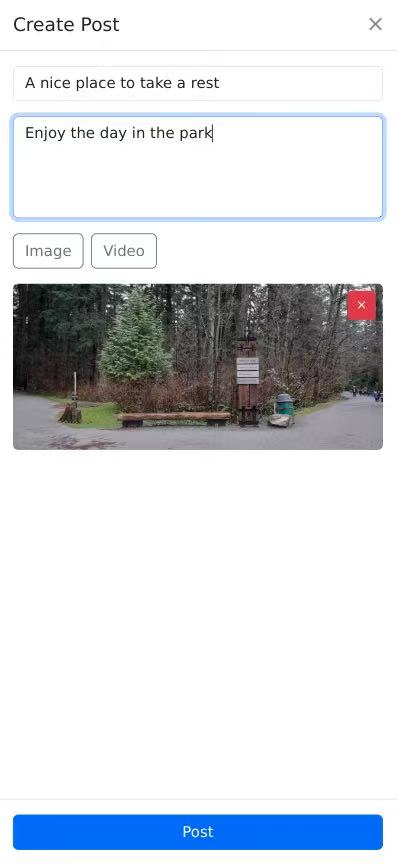 Create Post
A nice place to take a rest
Enjoy the day in the park
Image Video
Post